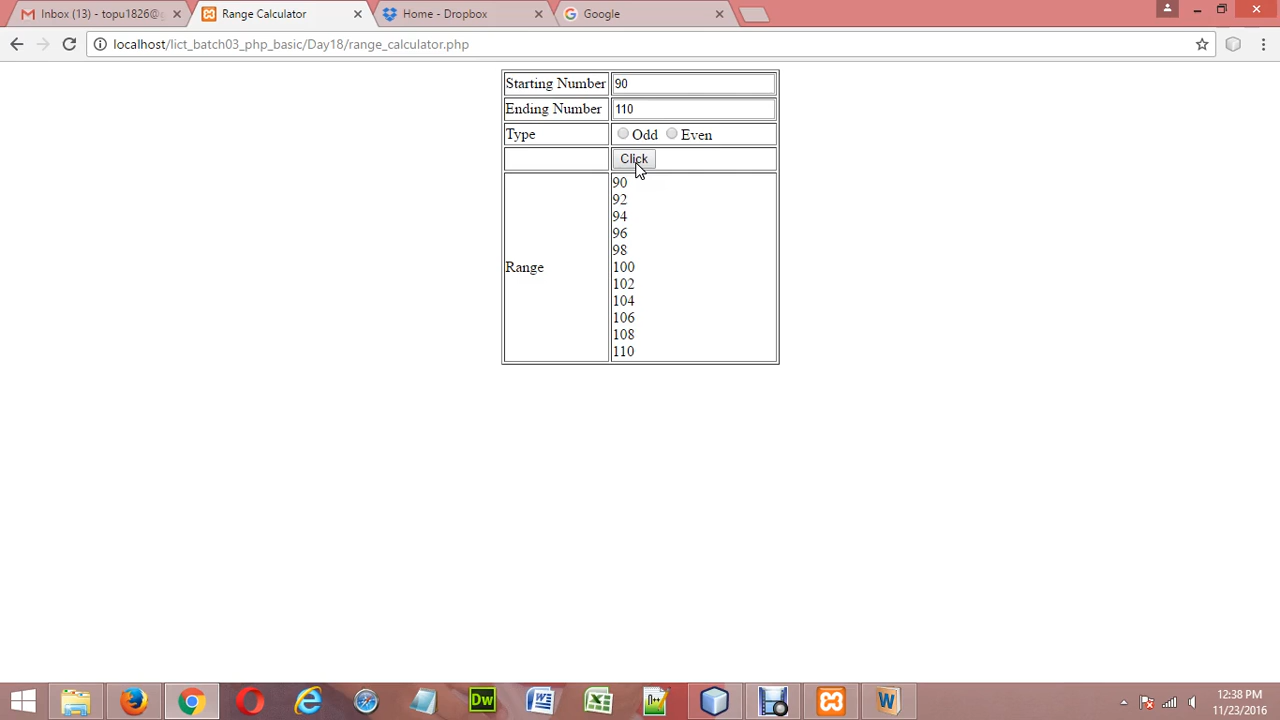 Inbox (13) - topu1826@
Range Calculator
Home - Dropbox
Google
localhost/lict_batch03_php_basic/Day18/range_calculator.php
Starting Number 90
Ending Number 110
Type Odd Even
Click
90
92
94
96
98
Range 100
102
104
106
108
110
Dw
W
X
n++
W
12:38 PM
11/23/2016